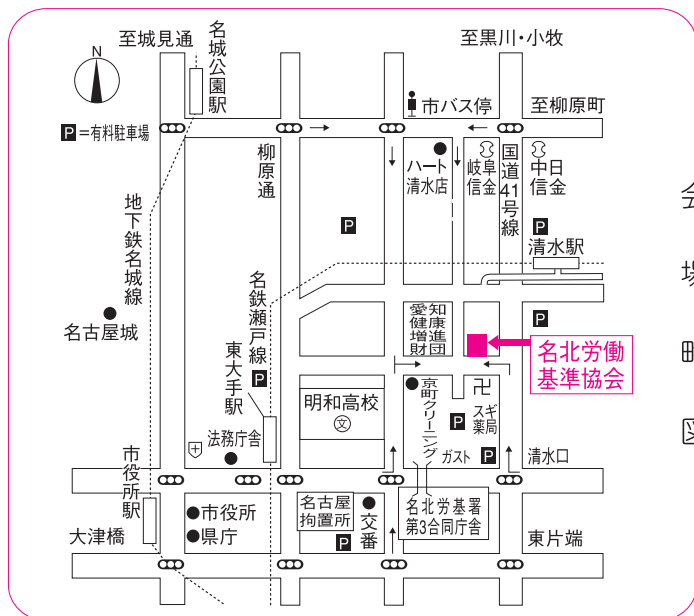 至城見通
名城公園駅
至黒川・小牧
N
市バス停
至柳原町
P=有料駐車場
柳原通
ハート
清水店
岐阜
信金
国道41号線
中日
信金
地下鉄名城線
P
P
清水駅
名古屋城
名鉄瀬戸線
愛知健康増進財団
P
名北労働
基準協会
東大手駅
P
明和高校
文
京町クリーニング
卍
スギ
薬局
P
法務庁舎
ガスト
P
清水口
市役所駅
市役所
県庁
名古屋
拘置所
交番
名北労基署
第3合同庁舎
大津橋
P
東片端
会場
図